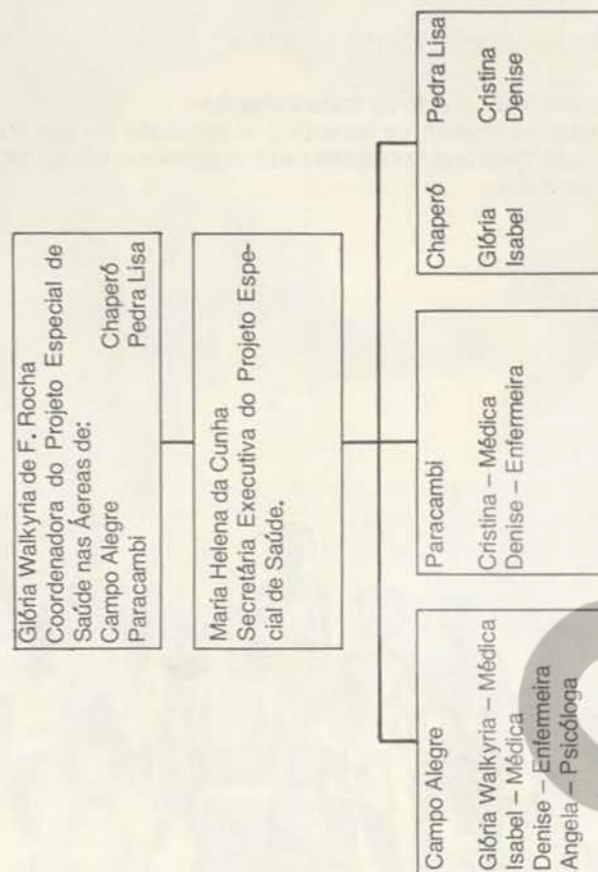 Glória Walkyria de F. Rocha
Coordenadora do Projeto Especial de
Saúde nas Áereas de:
Campo Alegre Chaperó
Paracambi Pedra Lisa
Maria Helena da Cunha
Secretária Executiva do Projeto Espe-
cial de Saúde.
Campo Alegre
Glória Walkyria – Médica
Isabel – Médica
Denise – Enfermeira
Angela – Psicóloga
Paracambi
Cristina – Médica
Denise – Enfermeira
Chaperó Pedra Lisa
Glória Cristina
Isabel Denise